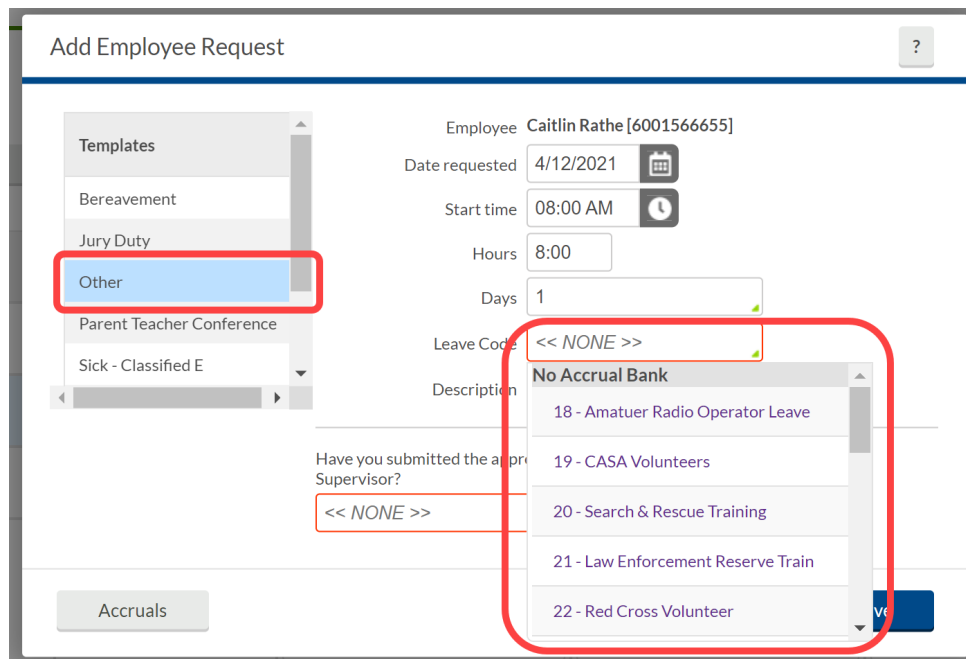 Add Employee Request
?
Templates
Bereavement
Jury Duty
Other
Parent Teacher Conference
Sick - Classified E
Employee Caitlin Rathe [6001566655]
Date requested 4/12/2021
Start time 08:00 AM
Hours 8:00
Days 1
Leave Code << NONE >>
No Accrual Bank
18 - Amatuer Radio Operator Leave
19 - CASA Volunteers
20 - Search & Rescue Training
21 - Law Enforcement Reserve Train
22 - Red Cross Volunteer
Description
Have you submitted the
Supervisor?
<< NONE >>
Accruals